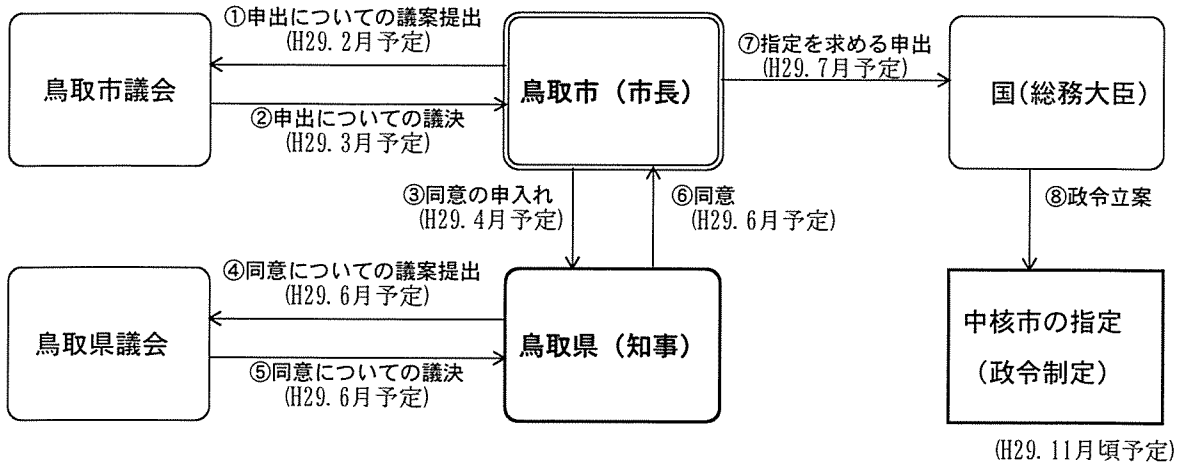 ①申出についての議案提出
(H29.2月予定)
鳥取市議会
②申出についての議決
(H29.3月予定)
鳥取市（市長）
⑦指定を求める申出
(H29.7月予定)
国(総務大臣)
③同意の申入れ
(H29.4月予定)
⑥同意
(H29.6月予定)
⑧政令立案
④同意についての議案提出
(H29.6月予定)
鳥取県議会
⑤同意についての議決
(H29.6月予定)
鳥取県（知事）
中核市の指定
（政令制定）
(H29.11月頃予定)